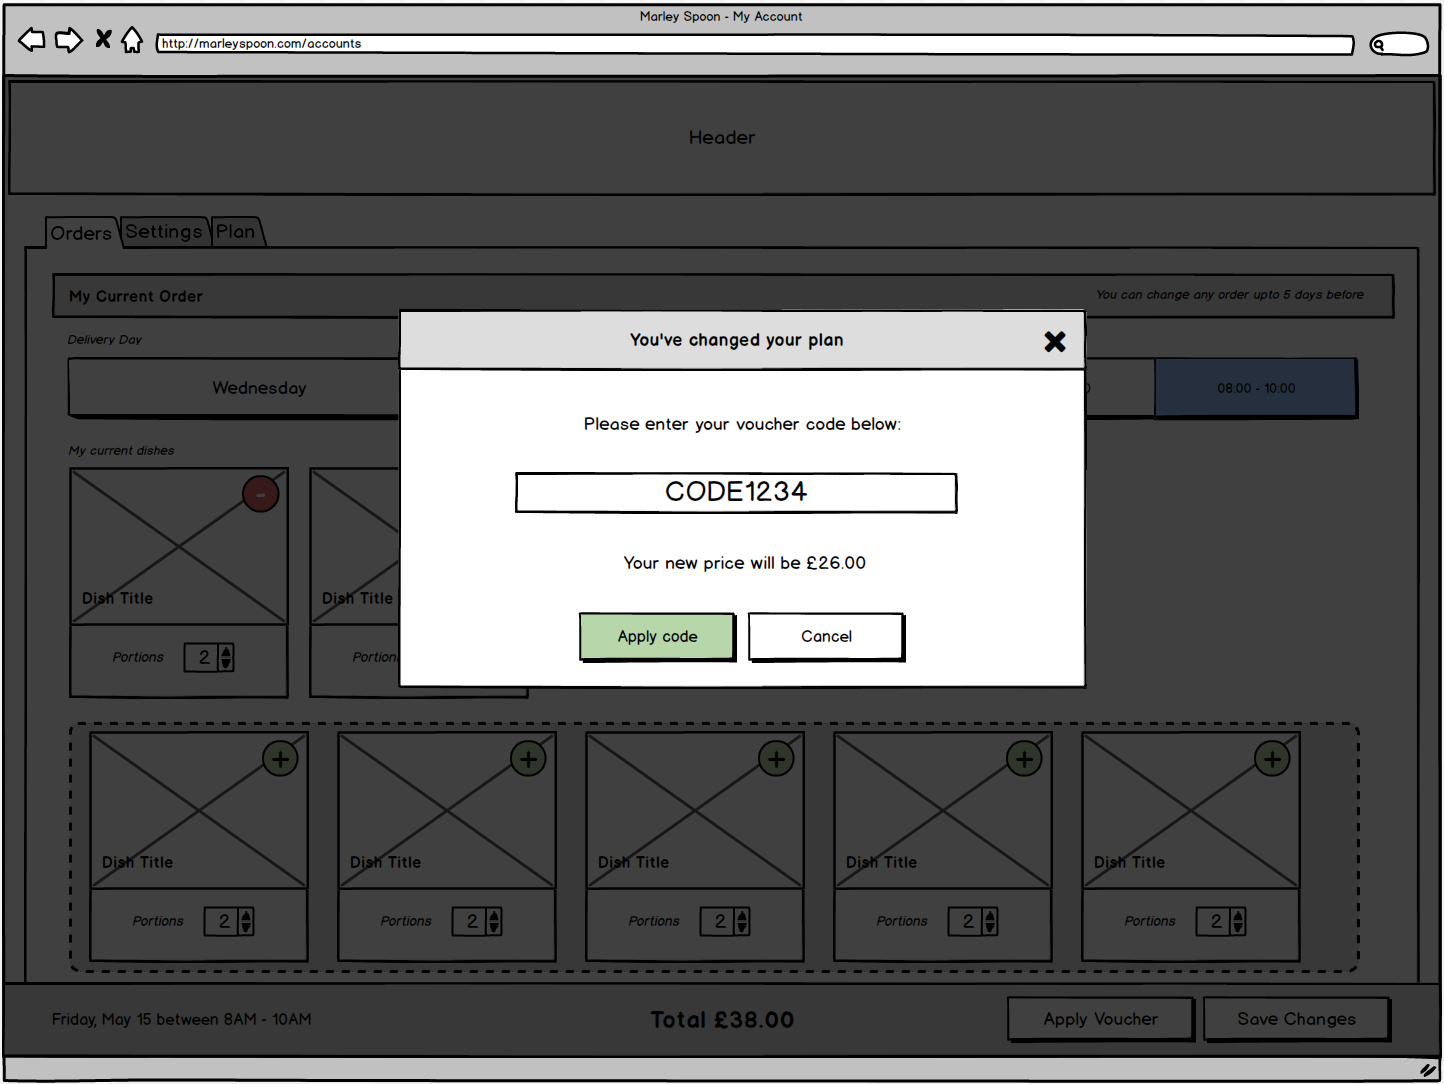 Marley Spoon - My Account
http://marleyspoon.com/accounts
Header
Orders
Settings
Plan
My Current Order
You can change any order upto 5 days before
Delivery Day
Wednesday
08:00 - 10:00
My current dishes
You've changed your plan
Please enter your voucher code below:
CODE1234
Your new price will be £26.00
Apply code
Cancel
-
Dish Title
Dish Title
Portions 2
+
+
+
+
+
Dish Title
Dish Title
Dish Title
Dish Title
Dish Title
Portions 2
Portions 2
Portions 2
Portions 2
Portions 2
Friday, May 15 between 8AM - 10AM
Total £38.00
Apply Voucher
Save Changes